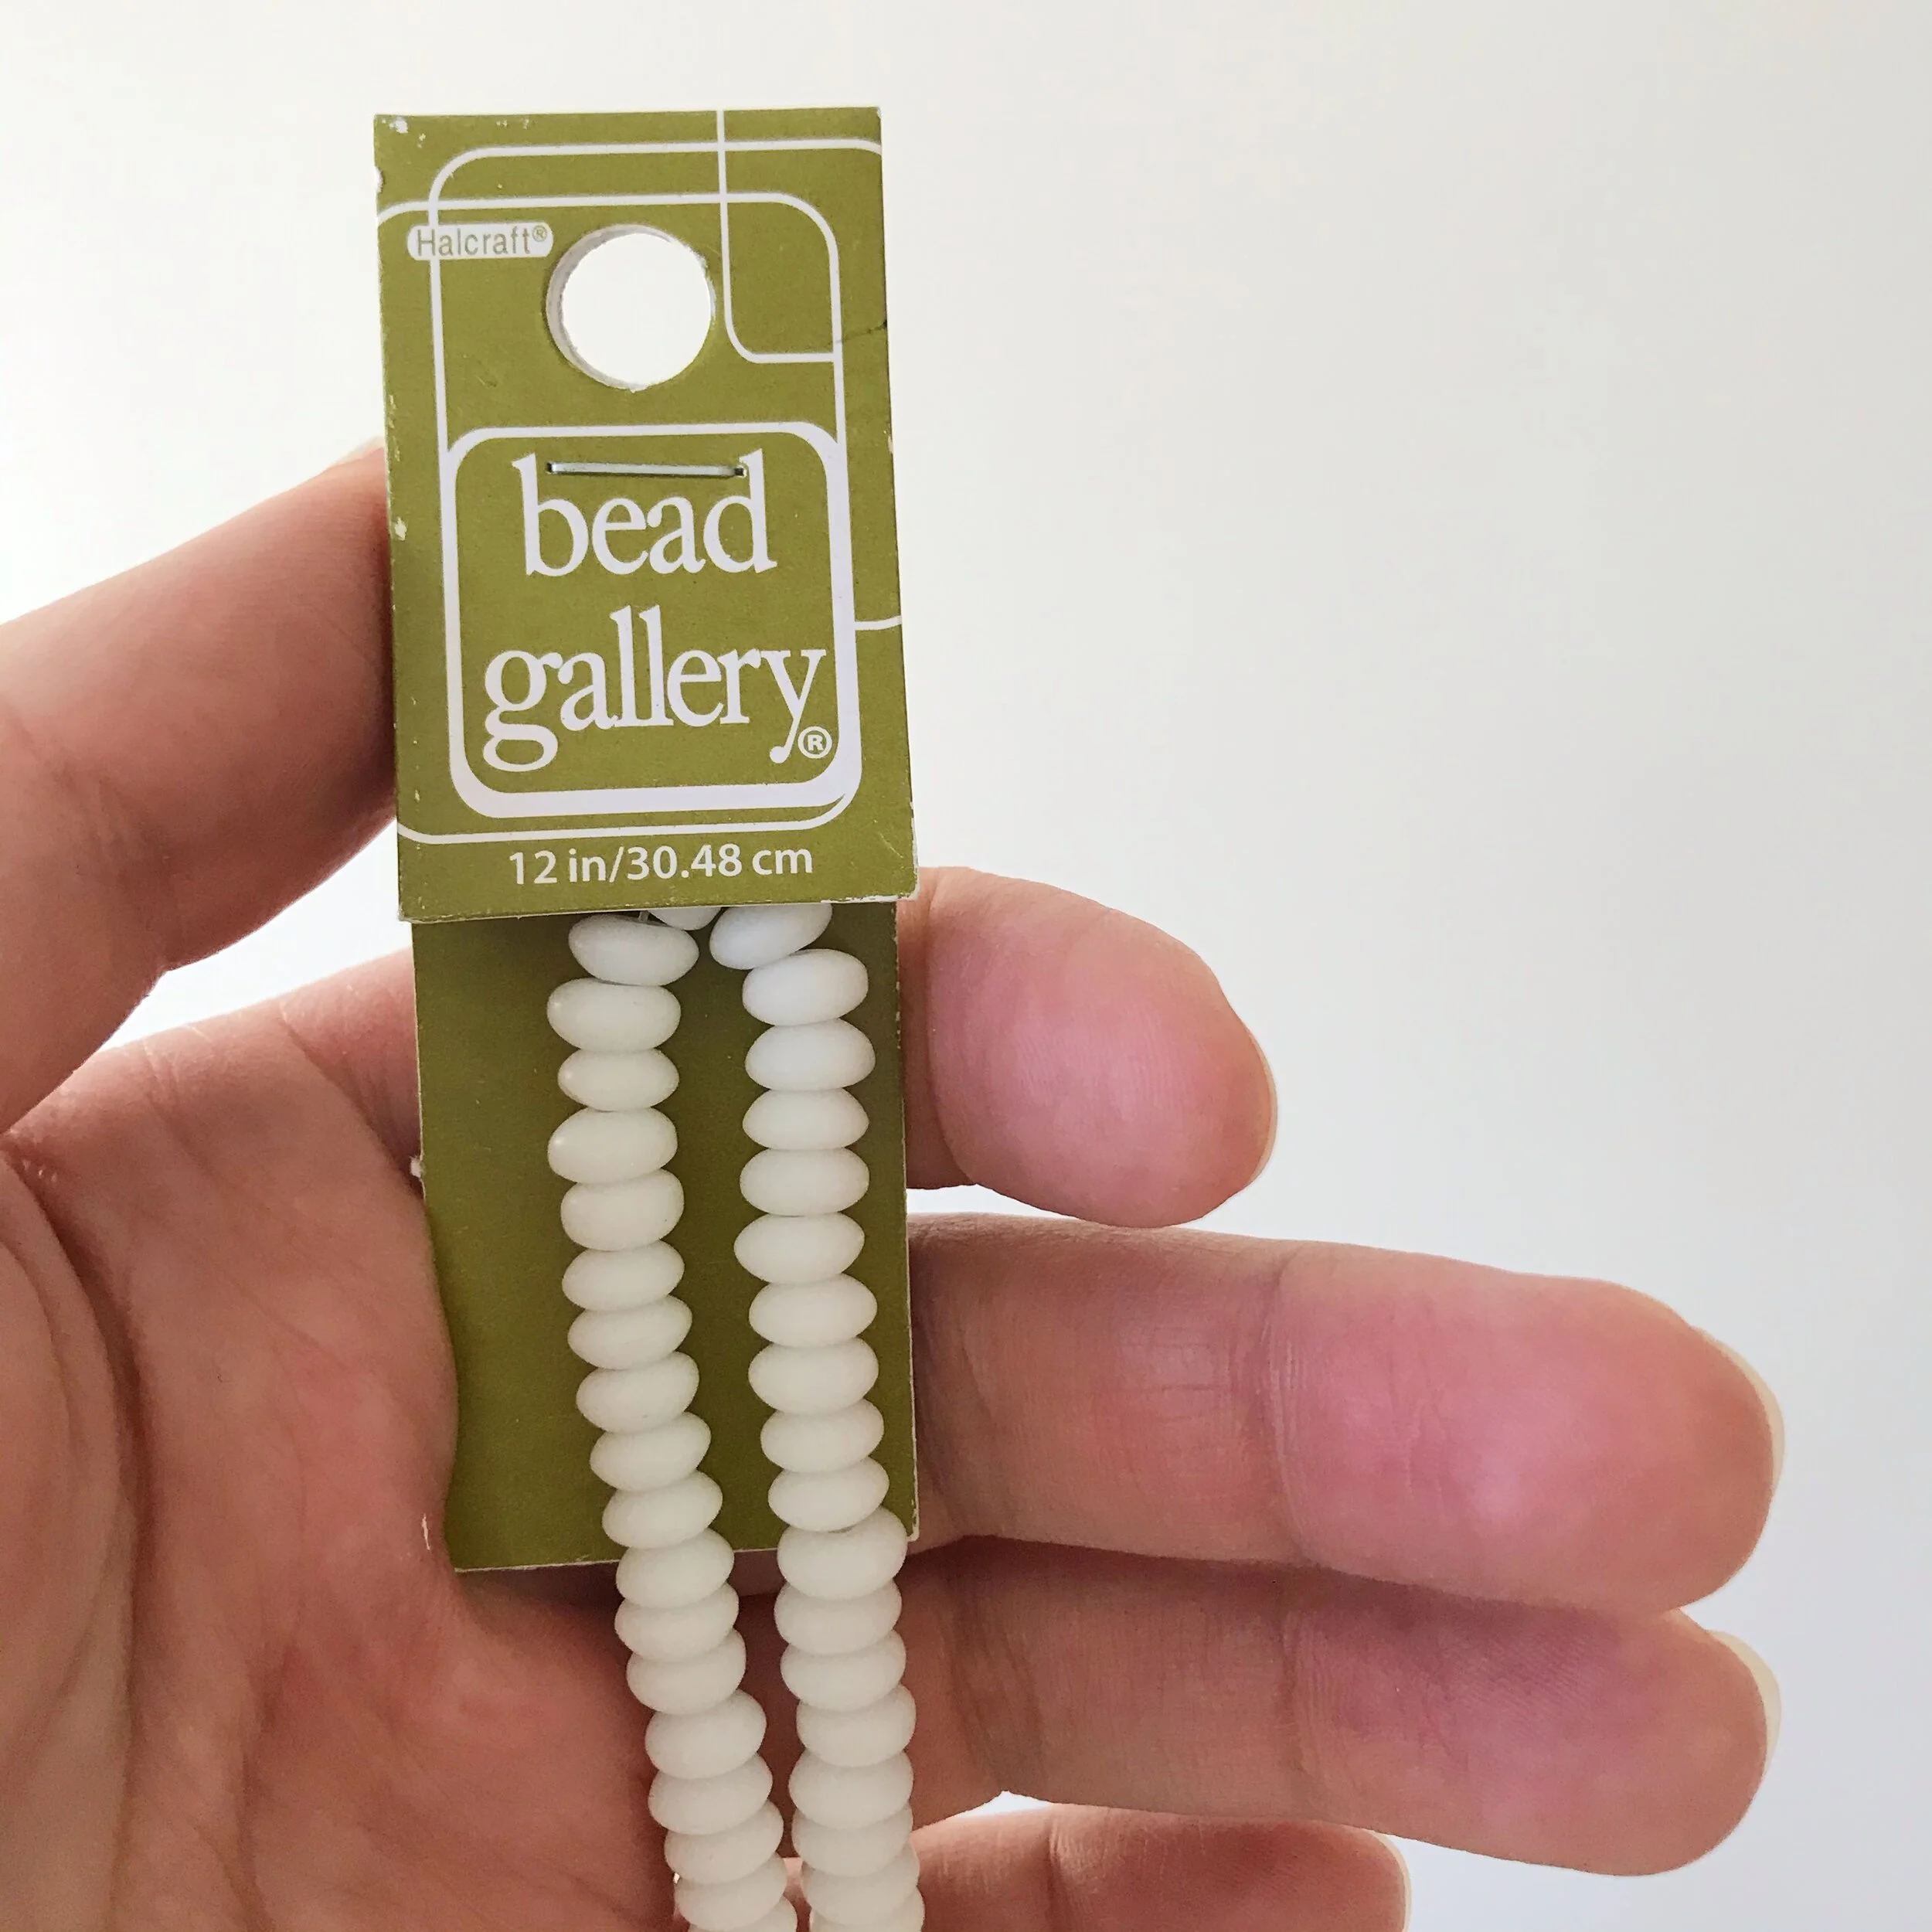 Halcraft®
bead
gallery®
12 in/30.48 cm